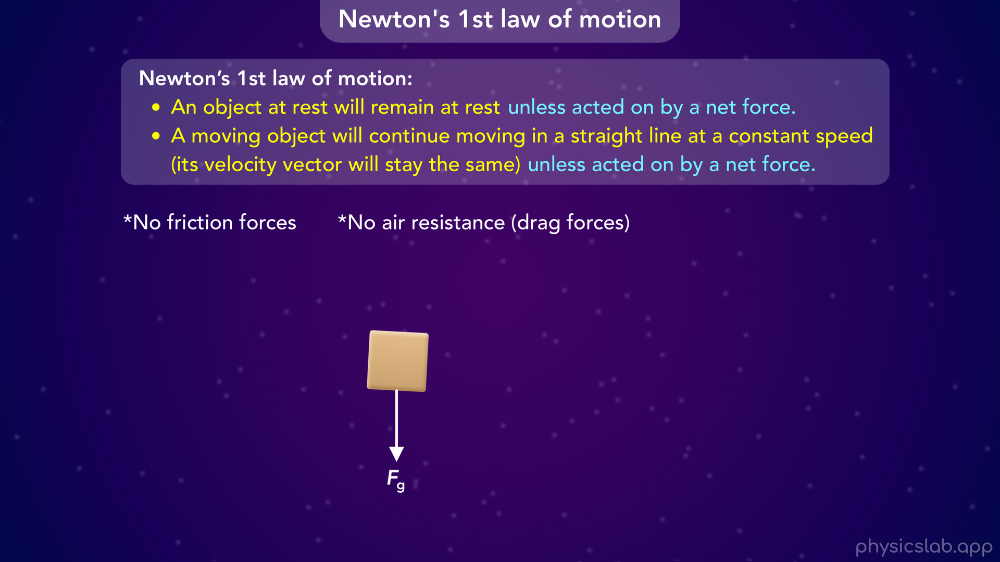 Newton's 1st law of motion
Newton’s 1st law of motion:
• An object at rest will remain at rest unless acted on by a net force.
• A moving object will continue moving in a straight line at a constant speed
(its velocity vector will stay the same) unless acted on by a net force.
*No friction forces *No air resistance (drag forces)
Fg
physicslab.app